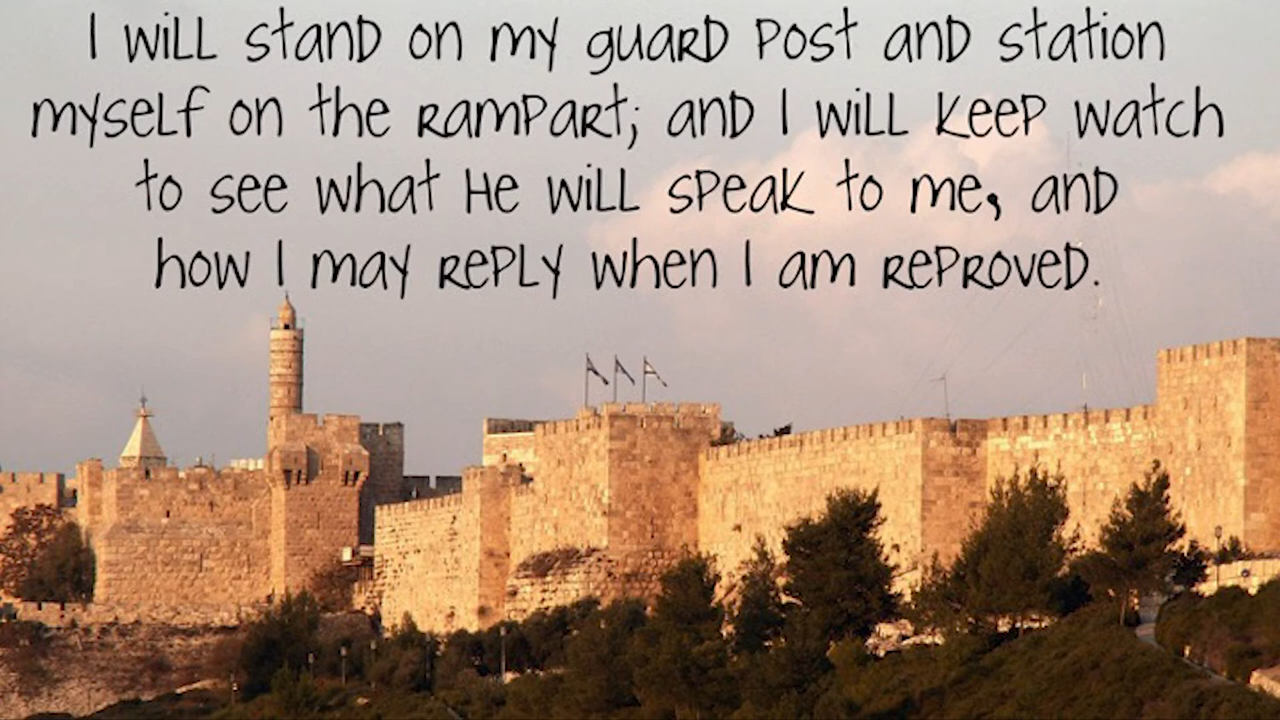 I will stand on my guard post and station
myself on the rampart; and I will keep watch
to see what He will speak to me, and
how I may reply when I am reproved.